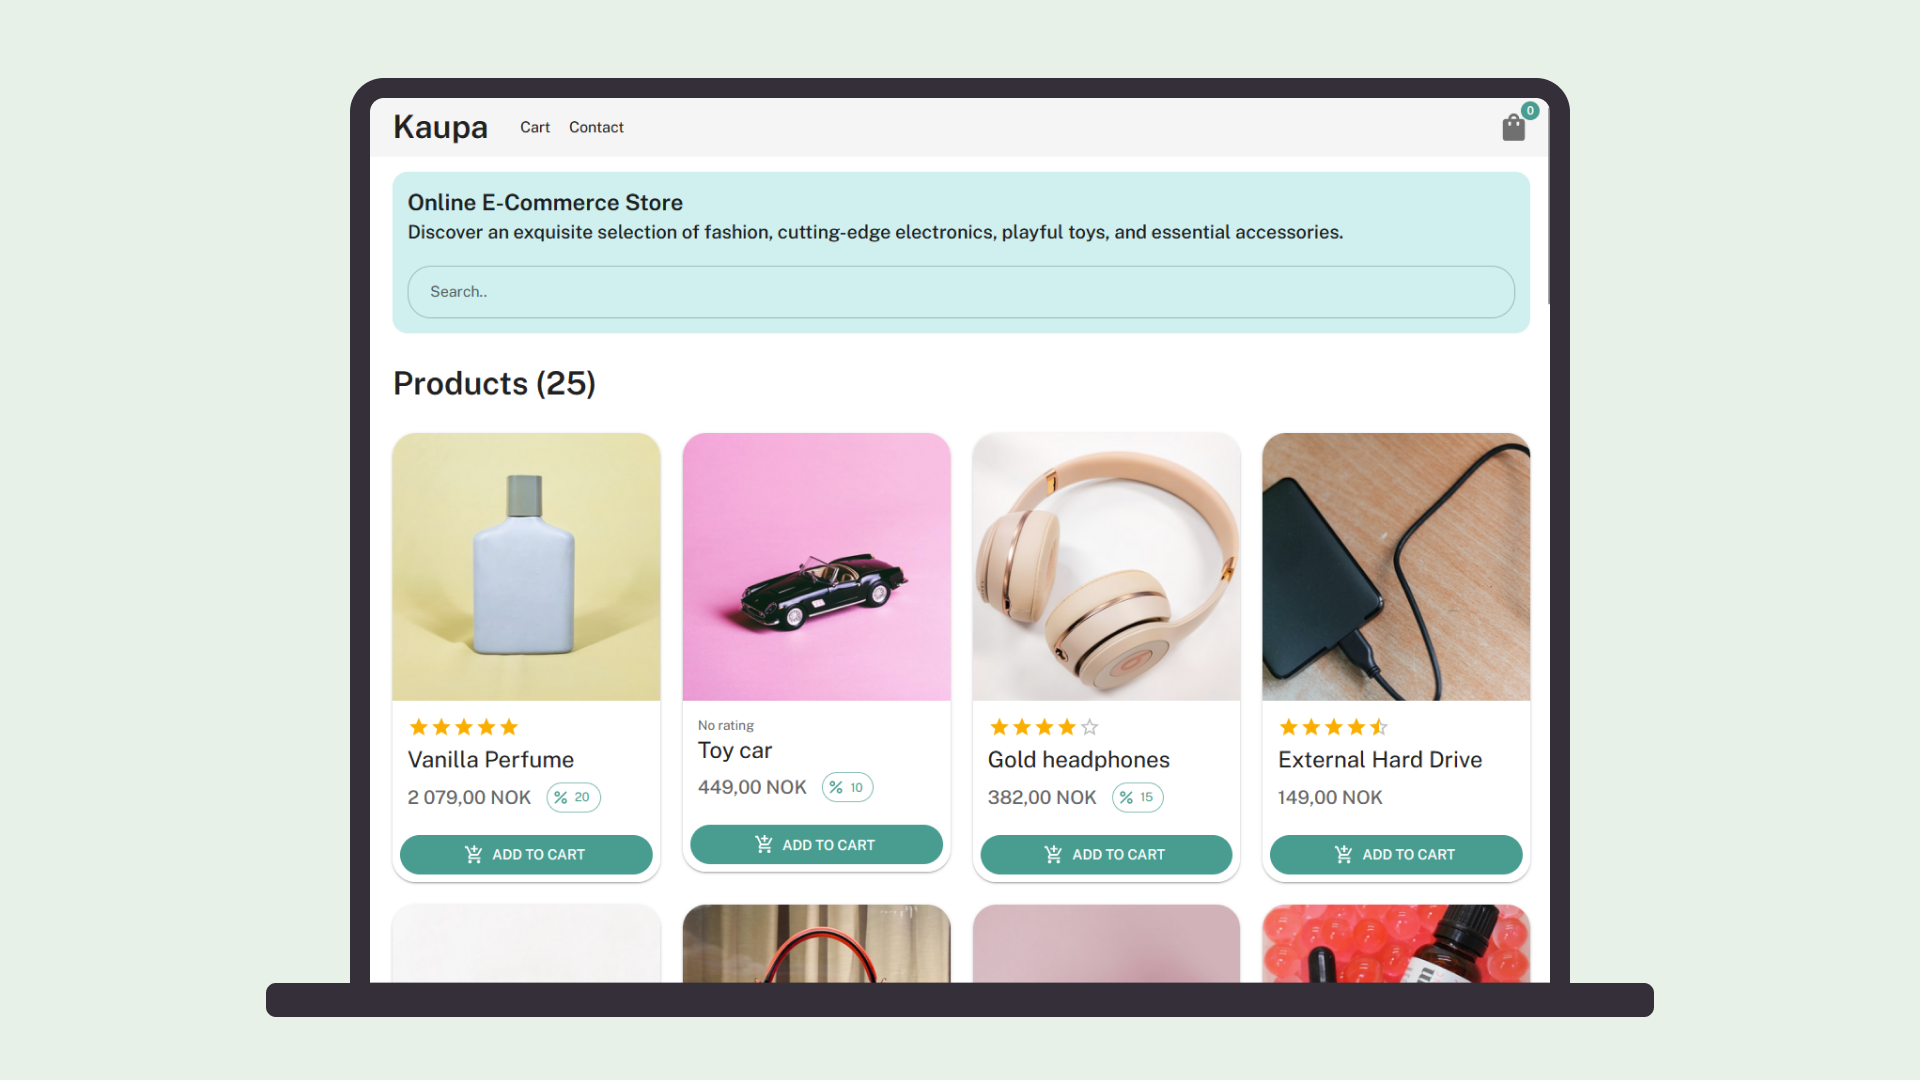 Kaupa
Cart
Contact
0
Online E-Commerce Store
Discover an exquisite selection of fashion, cutting-edge electronics, playful toys, and essential accessories.
Search..
Products (25)
Vanilla Perfume
2 079,00 NOK
% 20
ADD TO CART
No rating
Toy car
449,00 NOK
% 10
ADD TO CART
Gold headphones
382,00 NOK
% 15
ADD TO CART
External Hard Drive
149,00 NOK
ADD TO CART